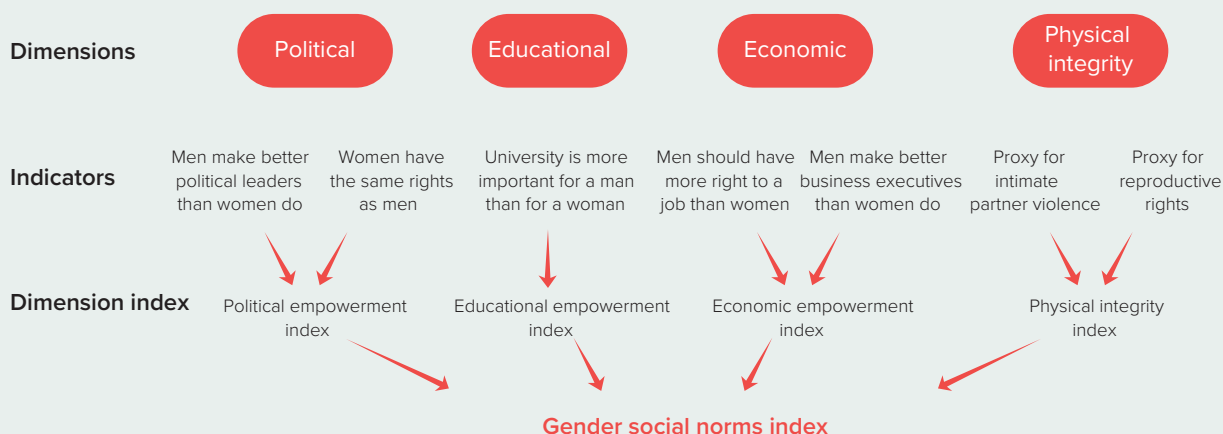 Dimensions
Political
Educational
Economic
Physical
integrity
Indicators
Men make better
political leaders
than women do
Women have
the same rights
as men
University is more
important for a man
than for a woman
Men should have
more right to a
job than women
Men make better
business executives
than women do
Proxy for
intimate
partner violence
Proxy for
reproductive
rights
Dimension index
Political empowerment
index
Educational empowerment
index
Economic empowerment
index
Physical integrity
index
Gender social norms index